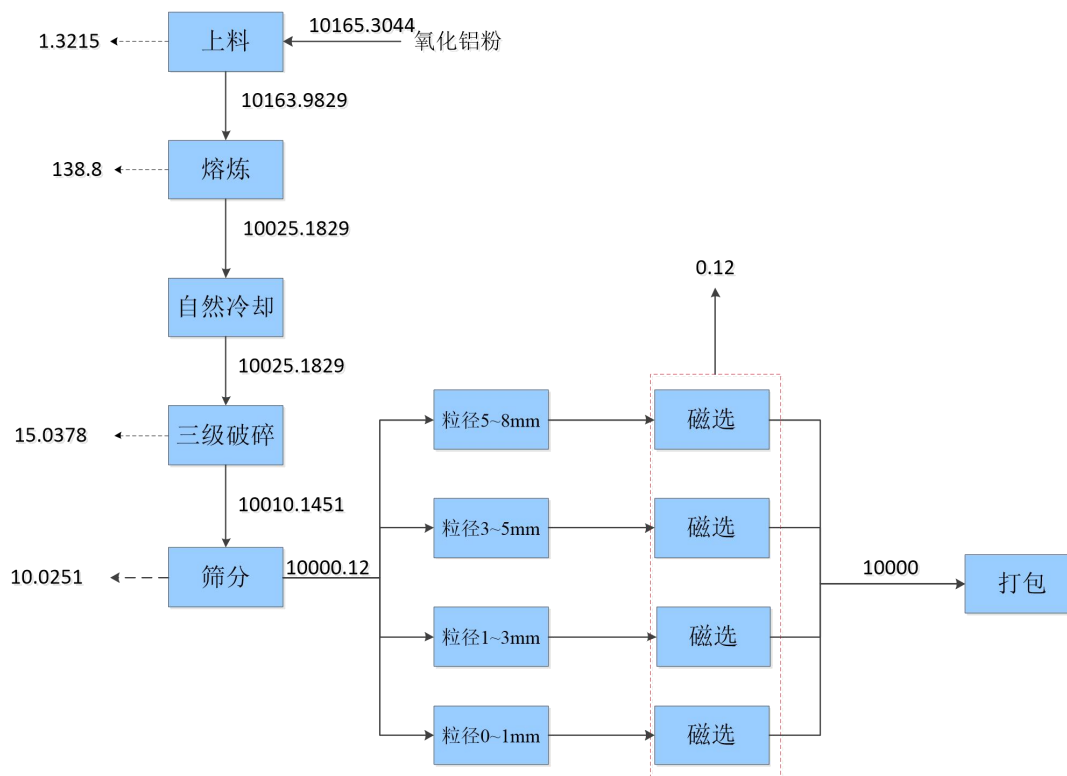 10165.3044
1.3215
上料
氧化铝粉
10163.9829
138.8
熔炼
10025.1829
0.12
自然冷却
10025.1829
粒径5~8mm
磁选
15.0378
三级破碎
10010.1451
粒径3~5mm
磁选
10.0251
筛分
10000.12
10000
打包
粒径1~3mm
磁选
粒径0~1mm
磁选